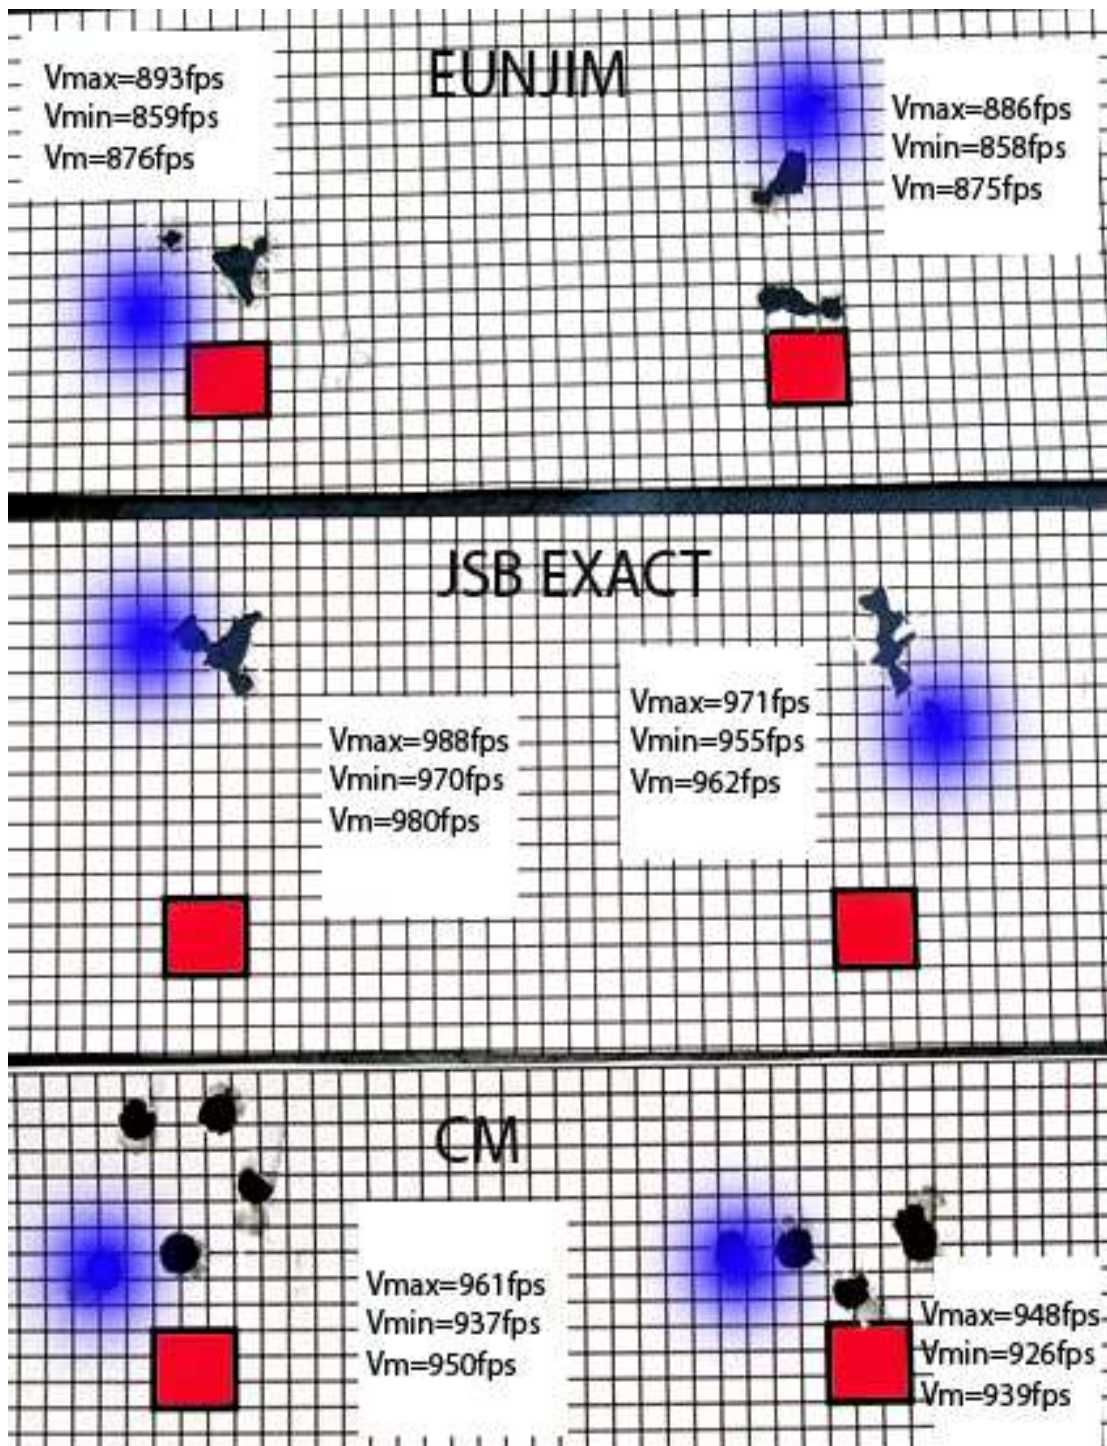 EUNJIM
Vmax=893fps
Vmin=859fps
Vm=876fps
Vmax=886fps
Vmin=858fps
Vm=875fps
JSB EXACT
Vmax=988fps
Vmin=970fps
Vm=980fps
Vmax=971fps
Vmin=955fps
Vm=962fps
CM
Vmax=961fps
Vmin=937fps
Vm=950fps
Vmax=948fps
Vmin=926fps
Vm=939fps